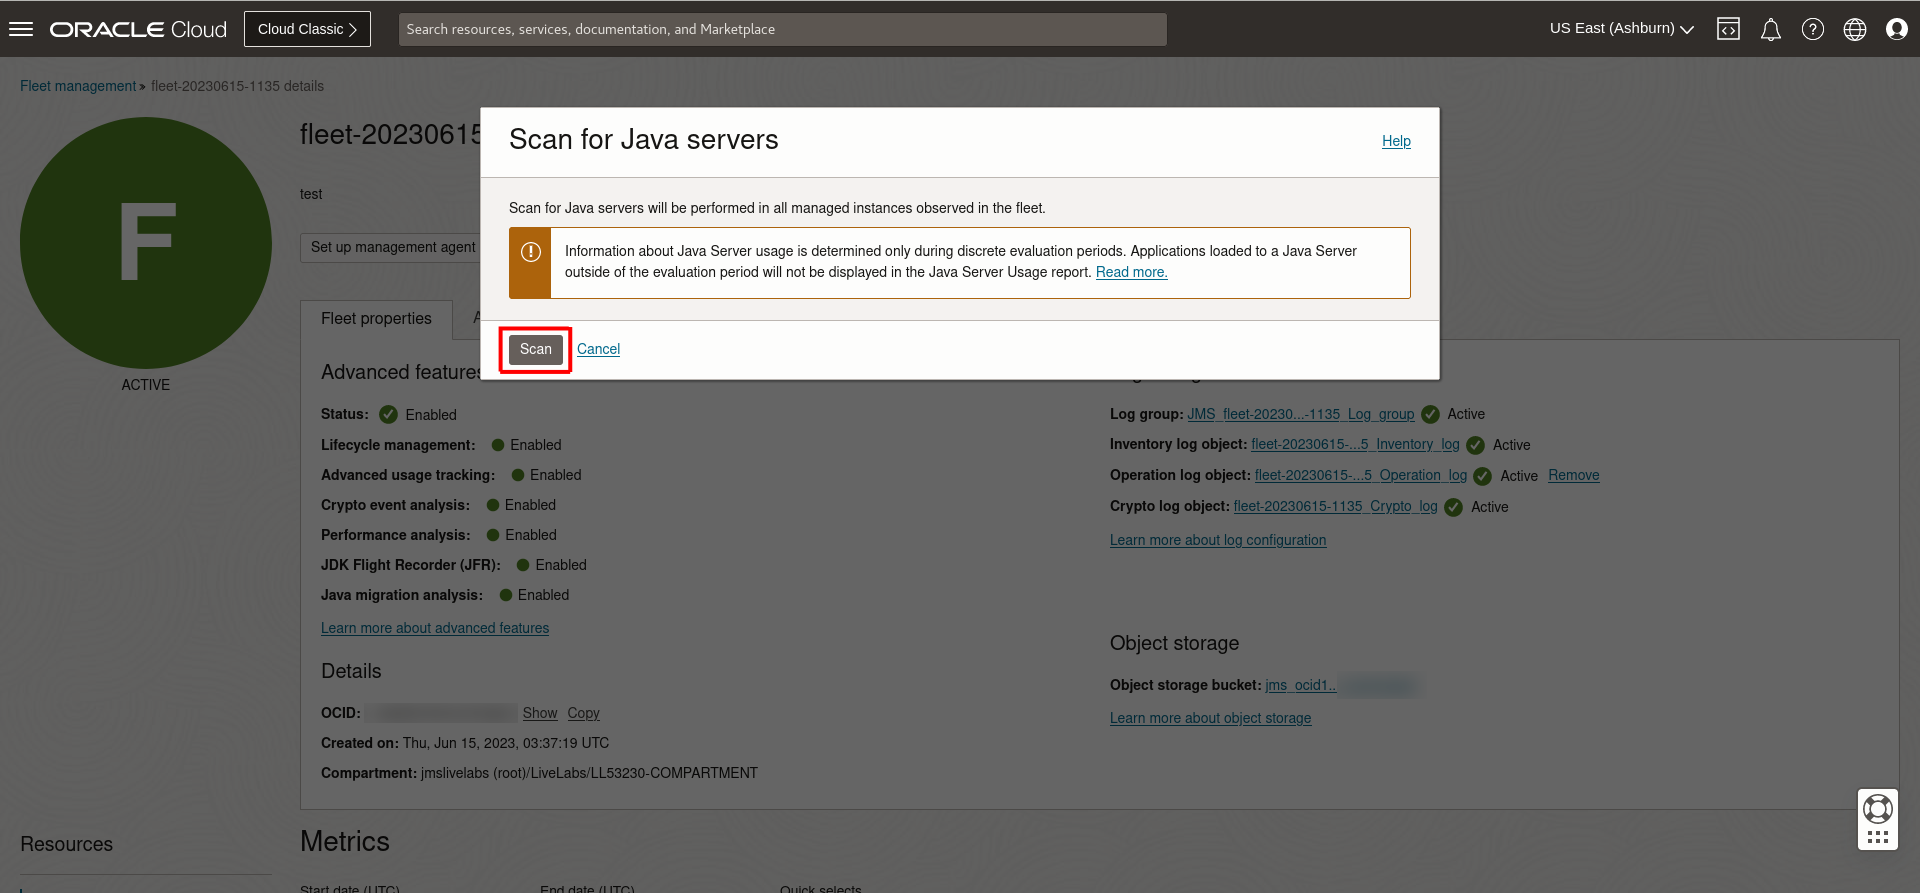 ORACLE Cloud
Cloud Classic
Search resources, services, documentation, and Marketplace
US East (Ashburn)
Fleet management » fleet-20230615-1135 details
F
ACTIVE
fleet-20230615
test
Set up management agent
Scan for Java servers
Help
Scan for Java servers will be performed in all managed instances observed in the fleet.
Information about Java Server usage is determined only during discrete evaluation periods. Applications loaded to a Java Server
outside of the evaluation period will not be displayed in the Java Server Usage report. Read more.
Scan
Cancel
Fleet properties
Advanced features
Status: Enabled
Lifecycle management: Enabled
Advanced usage tracking: Enabled
Crypto event analysis: Enabled
Performance analysis: Enabled
JDK Flight Recorder (JFR): Enabled
Java migration analysis: Enabled
Learn more about advanced features
Details
OCID: Show Copy
Created on: Thu, Jun 15, 2023, 03:37:19 UTC
Compartment: jmslivelabs (root)/LiveLabs/LL53230-COMPARTMENT
Log group: JMS_fleet-20230...-1135_Log_group Active
Inventory log object: fleet-20230615-...5_Inventory_log Active
Operation log object: fleet-20230615-...5_Operation_log Active Remove
Crypto log object: fleet-20230615-1135_Crypto_log Active
Learn more about log configuration
Object storage
Object storage bucket: jms_ocid1..
Learn more about object storage
Resources
Metrics
Start date (UTC)
End date (UTC)
Quick selects